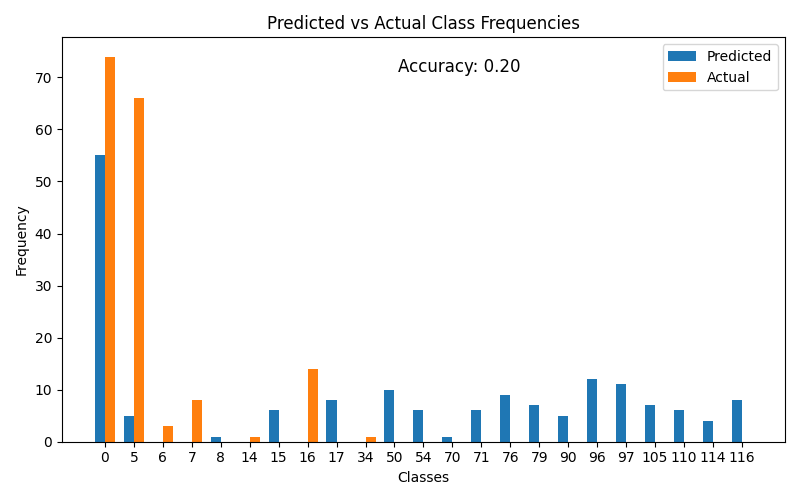 Predicted vs Actual Class Frequencies
Accuracy: 0.20
Predicted
Actual
Frequency
70
60
50
40
30
20
10
0
0 5 6 7 8 14 15 16 17 34 50 54 70 71 76 79 90 96 97 105 110 114 116
Classes